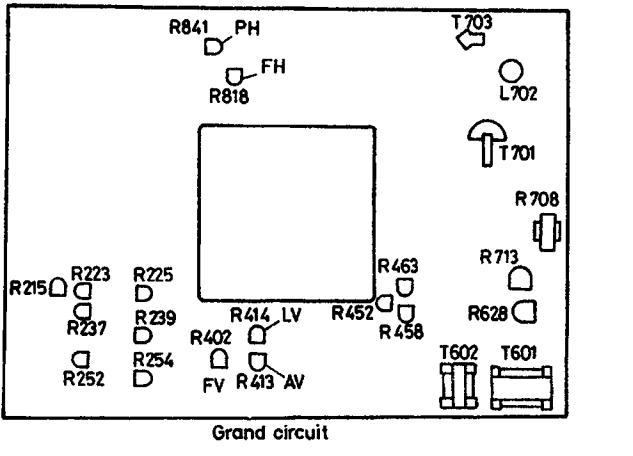 R841 PH
T703
FH
R818
L702
T701
R708
R463
R713
R223 R225
R215
R414 LV
R452
R628
R237
R239
R402
R458
R254
R252
FV
R413 AV
T602 T601
Grand circuit